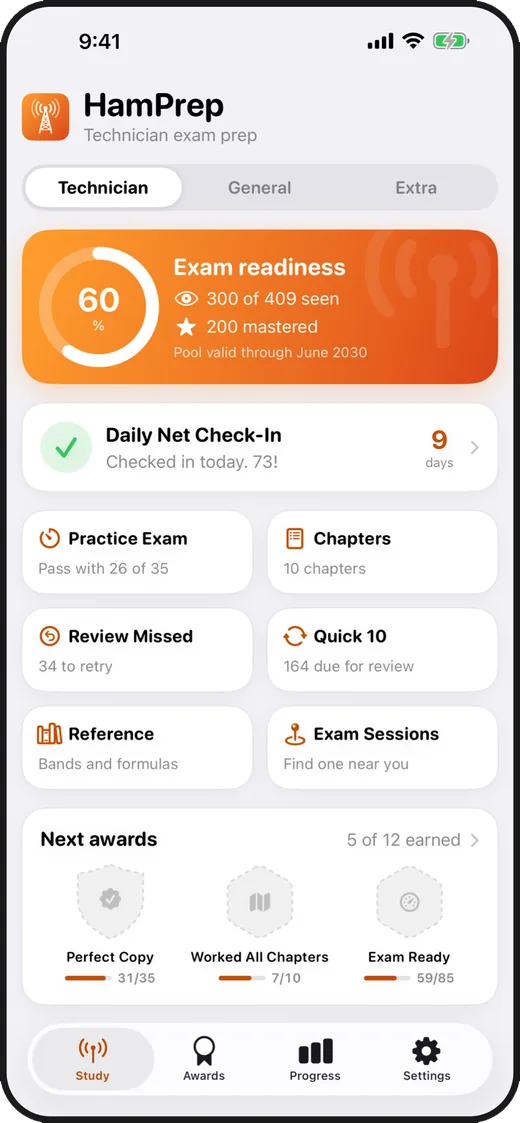 9:41
HamPrep
Technician exam prep
Technician General Extra
60
%
Exam readiness
300 of 409 seen
200 mastered
Pool valid through June 2030
Daily Net Check-In
Checked in today. 73!
9
days
Practice Exam
Pass with 26 of 35
Chapters
10 chapters
Review Missed
34 to retry
Quick 10
164 due for review
Reference
Bands and formulas
Exam Sessions
Find one near you
Next awards
5 of 12 earned
Perfect Copy
31/35
Worked All Chapters
7/10
Exam Ready
59/85
Study Awards Progress Settings